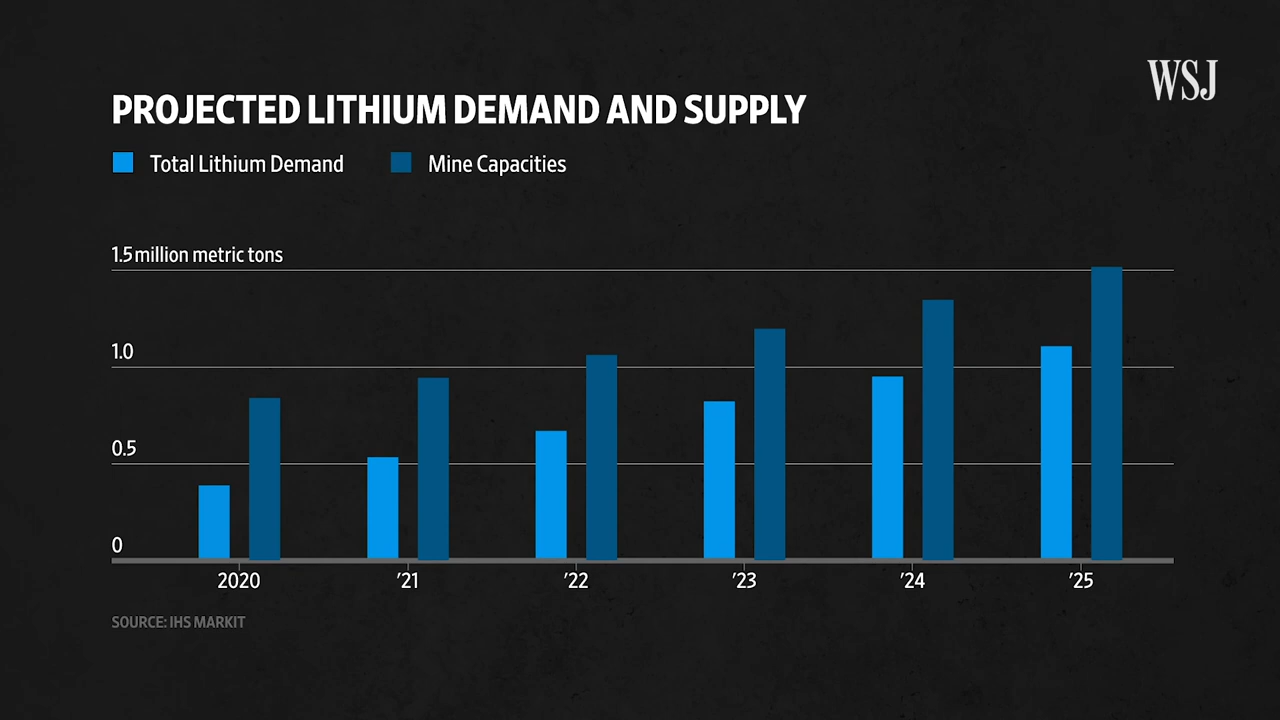 WSJ
PROJECTED LITHIUM DEMAND AND SUPPLY
Total Lithium Demand Mine Capacities
1.5 million metric tons
1.0
0.5
0
2020 ’21 ’22 ’23 ’24 ’25
SOURCE: IHS MARKIT